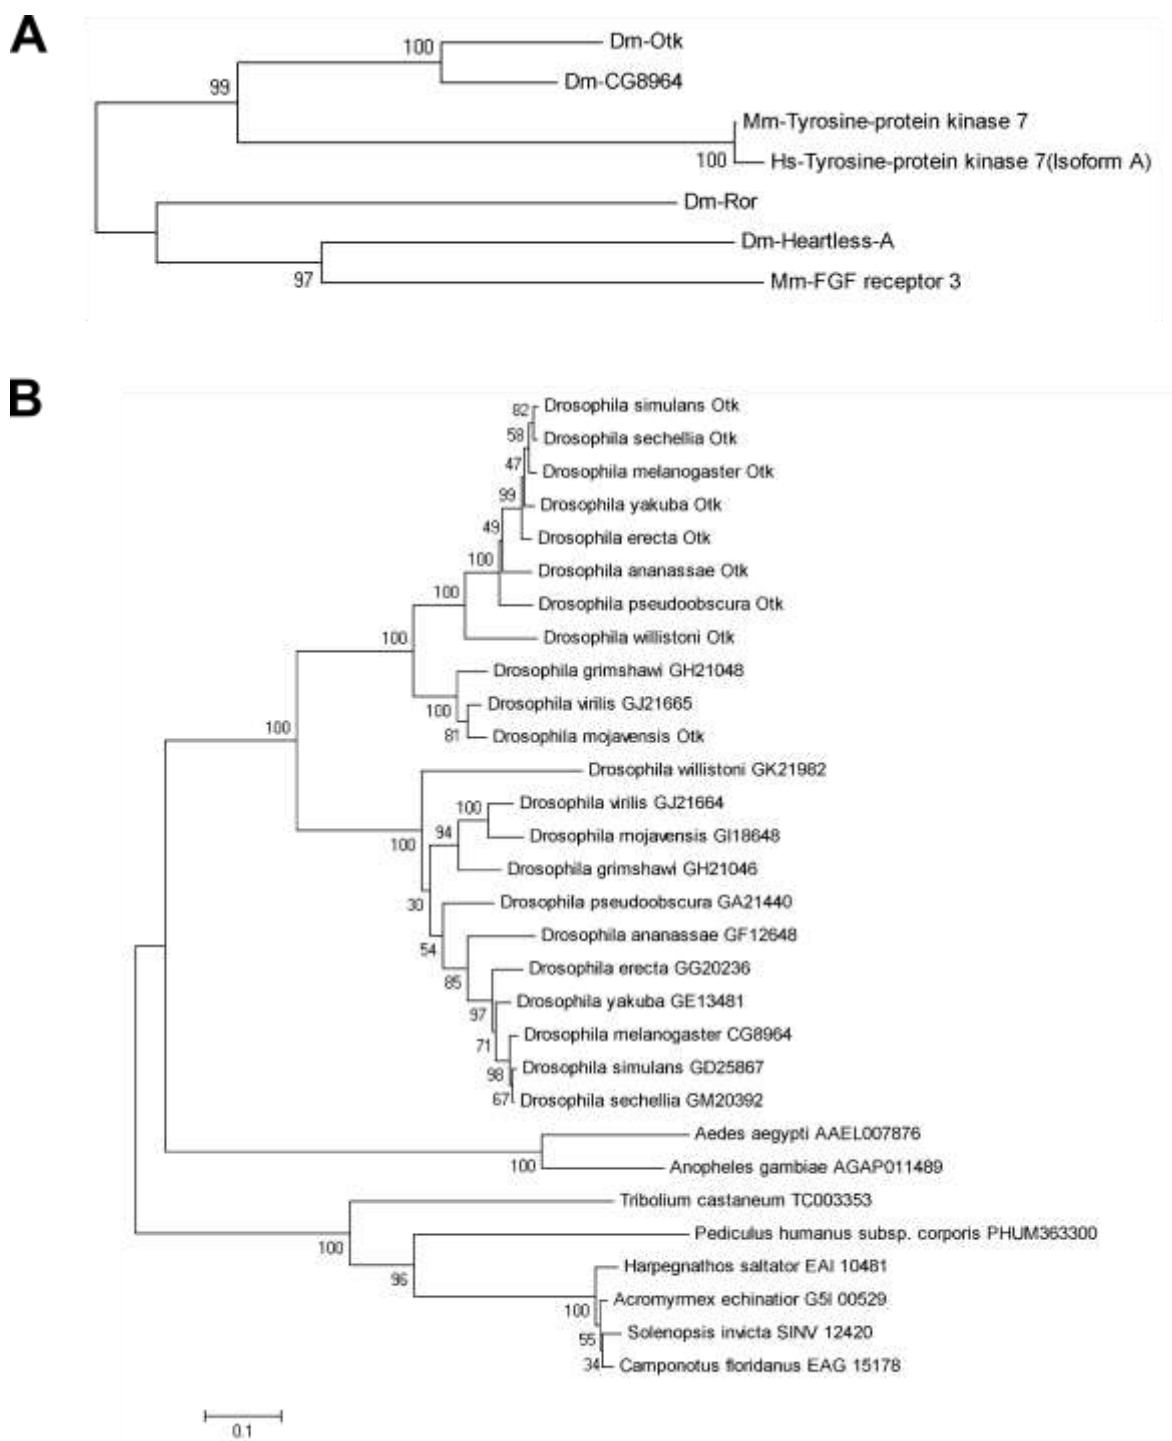 A
100 Dm-Otk
Dm-CG8964
99
Mm-Tyrosine-protein kinase 7
100 Hs-Tyrosine-protein kinase 7(Isoform A)
Dm-Ror
Dm-Heartless-A
97 Mm-FGF receptor 3
B
82 Drosophila simulans Otk
58 Drosophila sechellia Otk
47 Drosophila melanogaster Otk
99 Drosophila yakuba Otk
49 Drosophila erecta Otk
100 Drosophila ananassae Otk
100 Drosophila pseudoobscura Otk
100 Drosophila willistoni Otk
Drosophila grimshawi GH21048
100 Drosophila virilis GJ21665
100 81 Drosophila mojavensis Otk
Drosophila willistoni GK21982
100 Drosophila virilis GJ21664
100 94 Drosophila mojavensis GI18648
Drosophila grimshawi GH21046
30 Drosophila pseudoobscura GA21440
54 Drosophila ananassae GF12648
85 Drosophila erecta GG20236
97 Drosophila yakuba GE13481
71 Drosophila melanogaster CG8964
98 Drosophila simulans GD25867
67 Drosophila sechellia GM20392
Aedes aegypti AAEL007876
100 Anopheles gambiae AGAP011489
Tribolium castaneum TC003353
100 Pediculus humanus subsp. corporis PHUM363300
96 Harpegnathos saltator EAI 10481
100 Acromyrmex echinatior G5I 00529
55 Solenopsis invicta SINV 12420
34 Camponotus floridanus EAG 15178
0.1